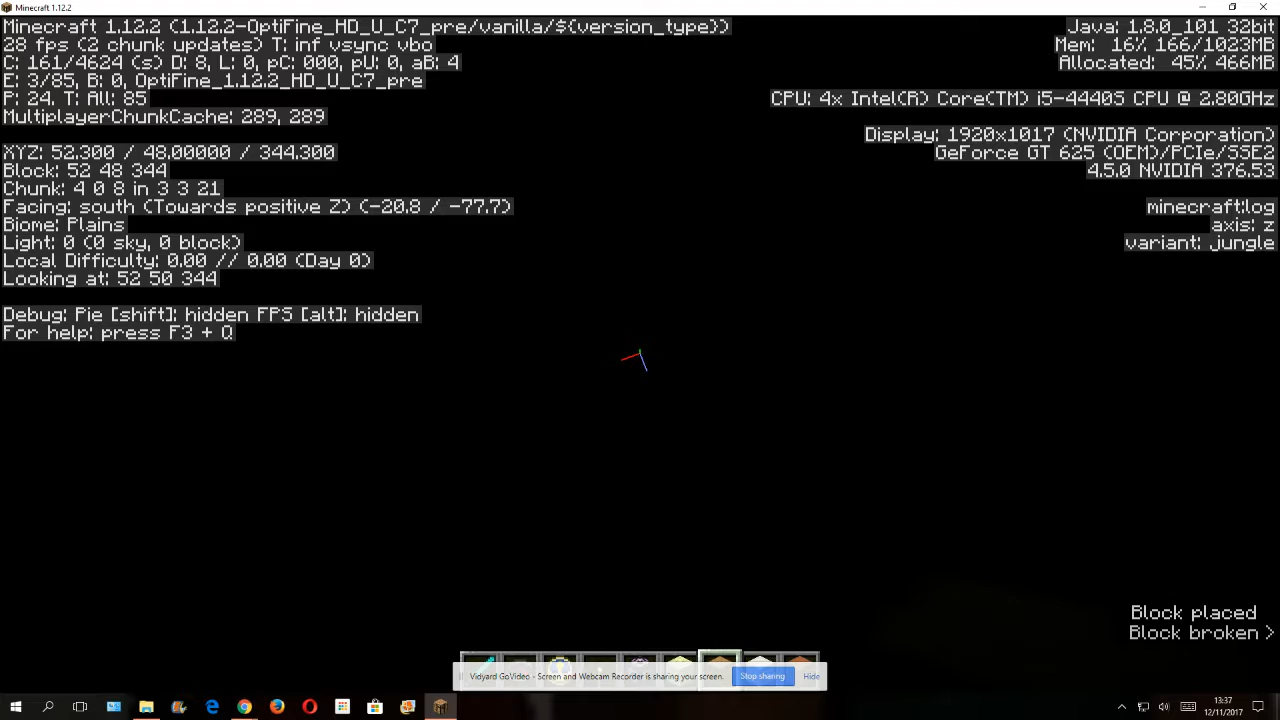 Minecraft 1.12.2
Minecraft 1.12.2 (1.12.2-OptiFine_HD_U_C7_pre/vanilla/${version_type})
28 fps (2 chunk updates) T: inf vsync vbo
C: 161/4624 (s) D: 8, L: 0, pC: 000, pU: 0, aB: 4
E: 3/85, B: 0, OptiFine_1.12.2_HD_U_C7_pre
P: 24. T: All: 85
MultiplayerChunkCache: 289, 289
XYZ: 52.300 / 48.00000 / 344.300
Block: 52 48 344
Chunk: 4 0 8 in 3 3 21
Facing: south (Towards positive Z) (-20.8 / -77.7)
Biome: Plains
Light: 0 (0 sky, 0 block)
Local Difficulty: 0.00 // 0.00 (Day 0)
Looking at: 52 50 344
Debug: Pie [shift]: hidden FPS [alt]: hidden
For help: press F3 + Q
Java: 1.8.0_101 32bit
Mem: 16% 166/1023MB
Allocated: 45% 466MB
CPU: 4x Intel(R) Core(TM) i5-4440S CPU @ 2.80GHz
Display: 1920x1017 (NVIDIA Corporation)
GeForce GT 625 (OEM)/PCIe/SSE2
4.5.0 NVIDIA 376.53
minecraft:log
axis: z
variant: jungle
Block placed
Block broken >
Vidyard GoVideo - Screen and Webcam Recorder is sharing your screen.
Stop sharing
Hide
13:37
12/11/2017